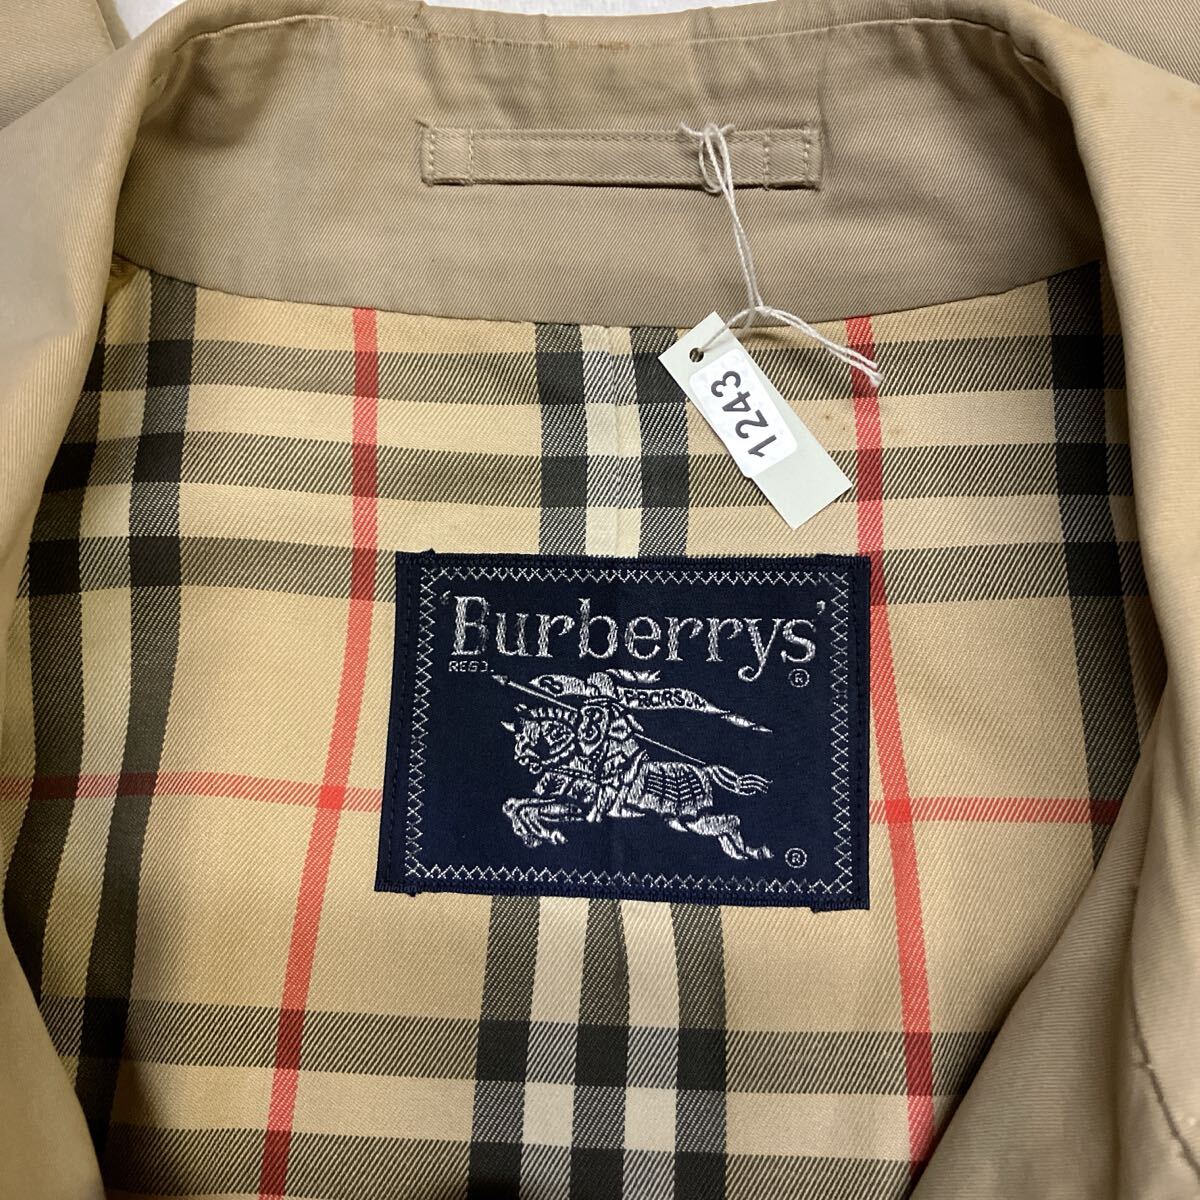 1243
'Burberrys'
REGD.
®
PRORSUM
®